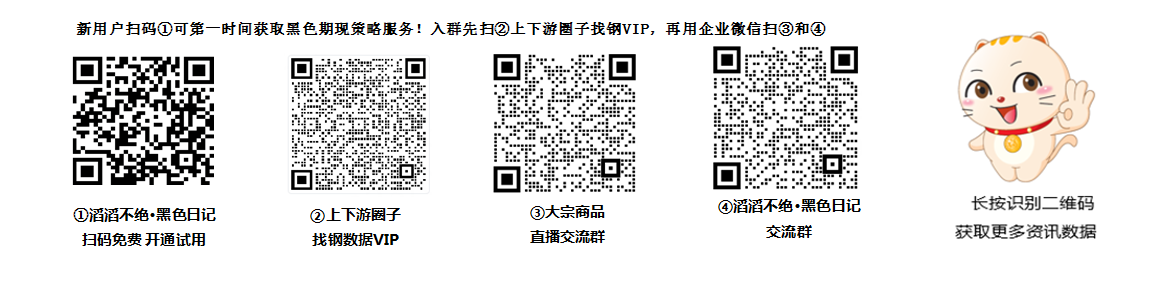 新用户扫码①可第一时间获取黑色期现策略服务！入群先扫②上下游圈子找钢VIP，再用企业微信扫③和④
①滔滔不绝·黑色日记
扫码免费 开通试用
②上下游圈子
找钢数据VIP
③大宗商品
直播交流群
④滔滔不绝·黑色日记
交流群
长按识别二维码
获取更多资讯数据